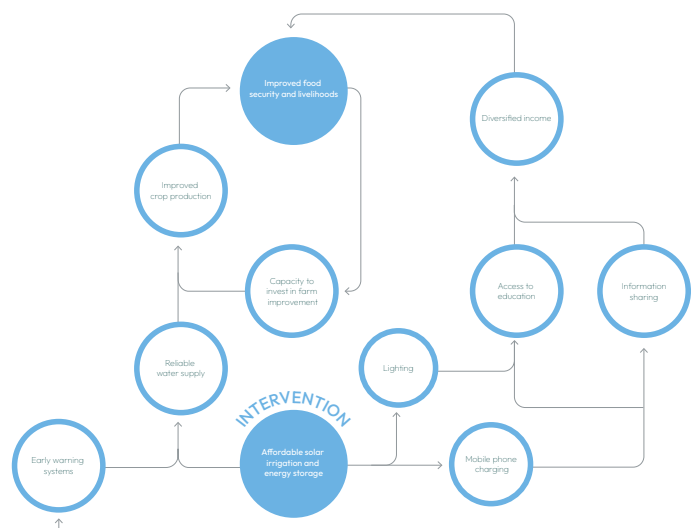 Improved food
security and livelihoods
Diversified income
Improved
crop production
Capacity to
invest in farm
improvement
Access to
education
Information
sharing
Reliable
water supply
Lighting
INTERVENTION
Affordable solar
irrigation and
energy storage
Early warning
systems
Mobile phone
charging